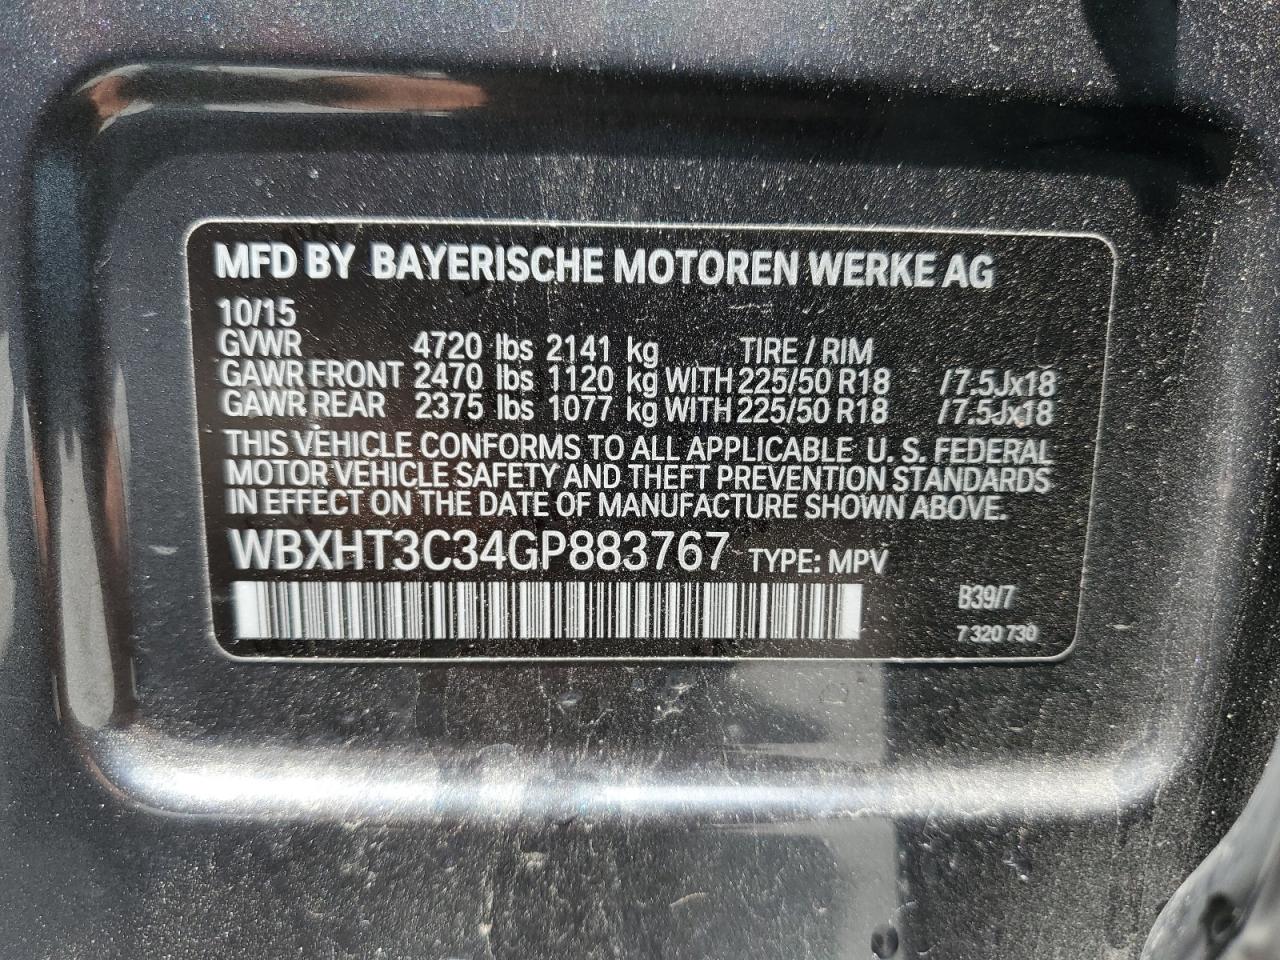 MFD BY BAYERISCHE MOTOREN WERKE AG
10/15
GVWR 4720 lbs 2141 kg TIRE / RIM
GAWR FRONT 2470 lbs 1120 kg WITH 225/50 R18 /7.5Jx18
GAWR REAR 2375 lbs 1077 kg WITH 225/50 R18 /7.5Jx18
THIS VEHICLE CONFORMS TO ALL APPLICABLE U. S. FEDERAL
MOTOR VEHICLE SAFETY AND THEFT PREVENTION STANDARDS
IN EFFECT ON THE DATE OF MANUFACTURE SHOWN ABOVE.
WBXHT3C34GP883767 TYPE: MPV
B39/7
7 320 730